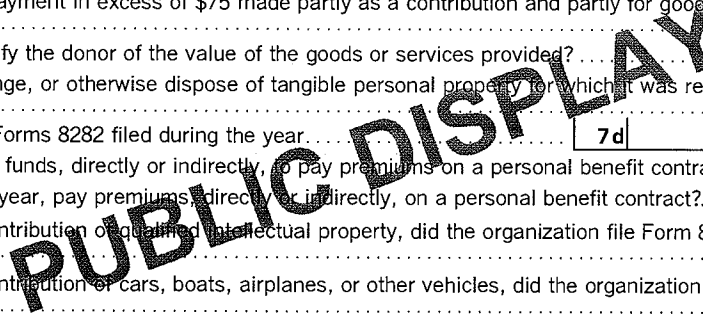 ayment in excess of $75 made partly as a contribution and partly for goo
fy the donor of the value of the goods or services provided?
nge, or otherwise dispose of tangible personal property for which it was re
Forms 8282 filed during the year
7d
funds, directly or indirectly, to pay premiums on a personal benefit contra
year, pay premiums, directly or indirectly, on a personal benefit contract?
ntribution of qualified intellectual property, did the organization file Form 8
ntribution of cars, boats, airplanes, or other vehicles, did the organization
PUBLIC DISPLAY